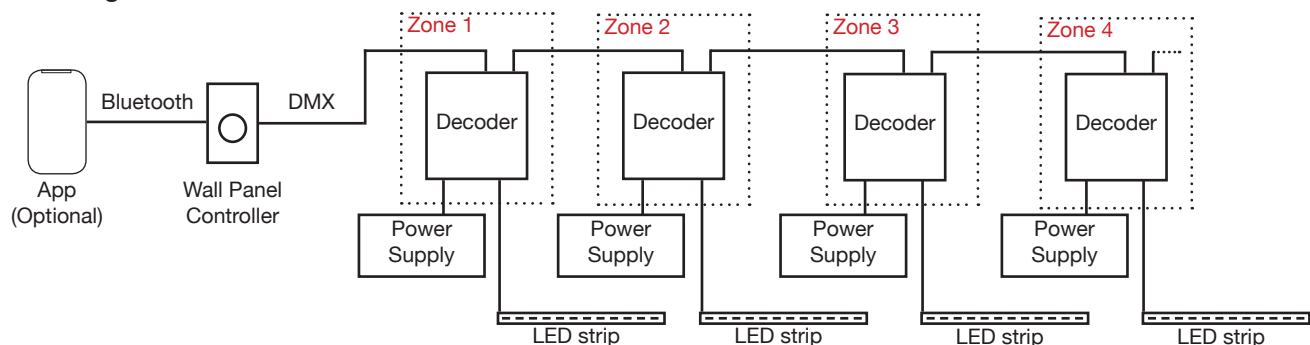 Zone 1
Zone 2
Zone 3
Zone 4
Bluetooth
DMX
Decoder
Decoder
Decoder
Decoder
App
(Optional)
Wall Panel
Controller
Power
Supply
Power
Supply
Power
Supply
Power
Supply
LED strip
LED strip
LED strip
LED strip